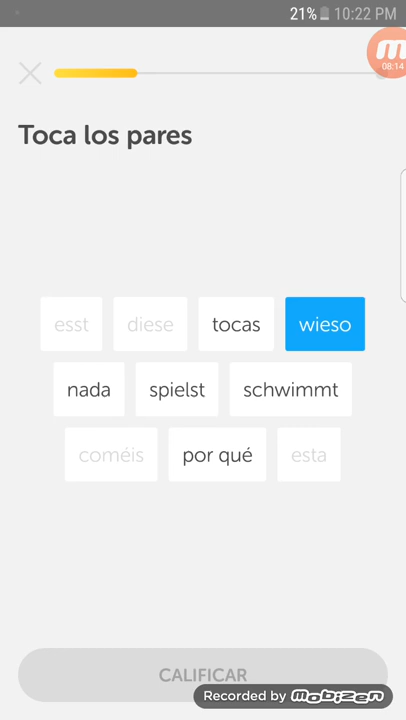 21% 10:22 PM
08:14
Toca los pares
esst diese tocas wieso
nada spielst schwimmt
coméis por qué esta
CALIFICAR
Recorded by mobizen